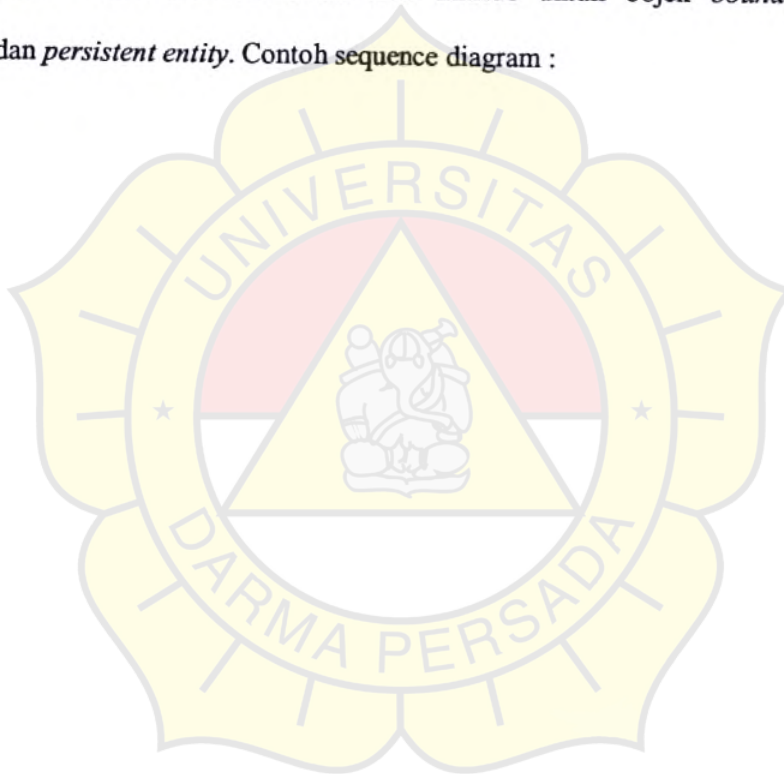 dan persistent entity. Contoh sequence diagram :
UNIVERSITAS
DARMA PERSADA